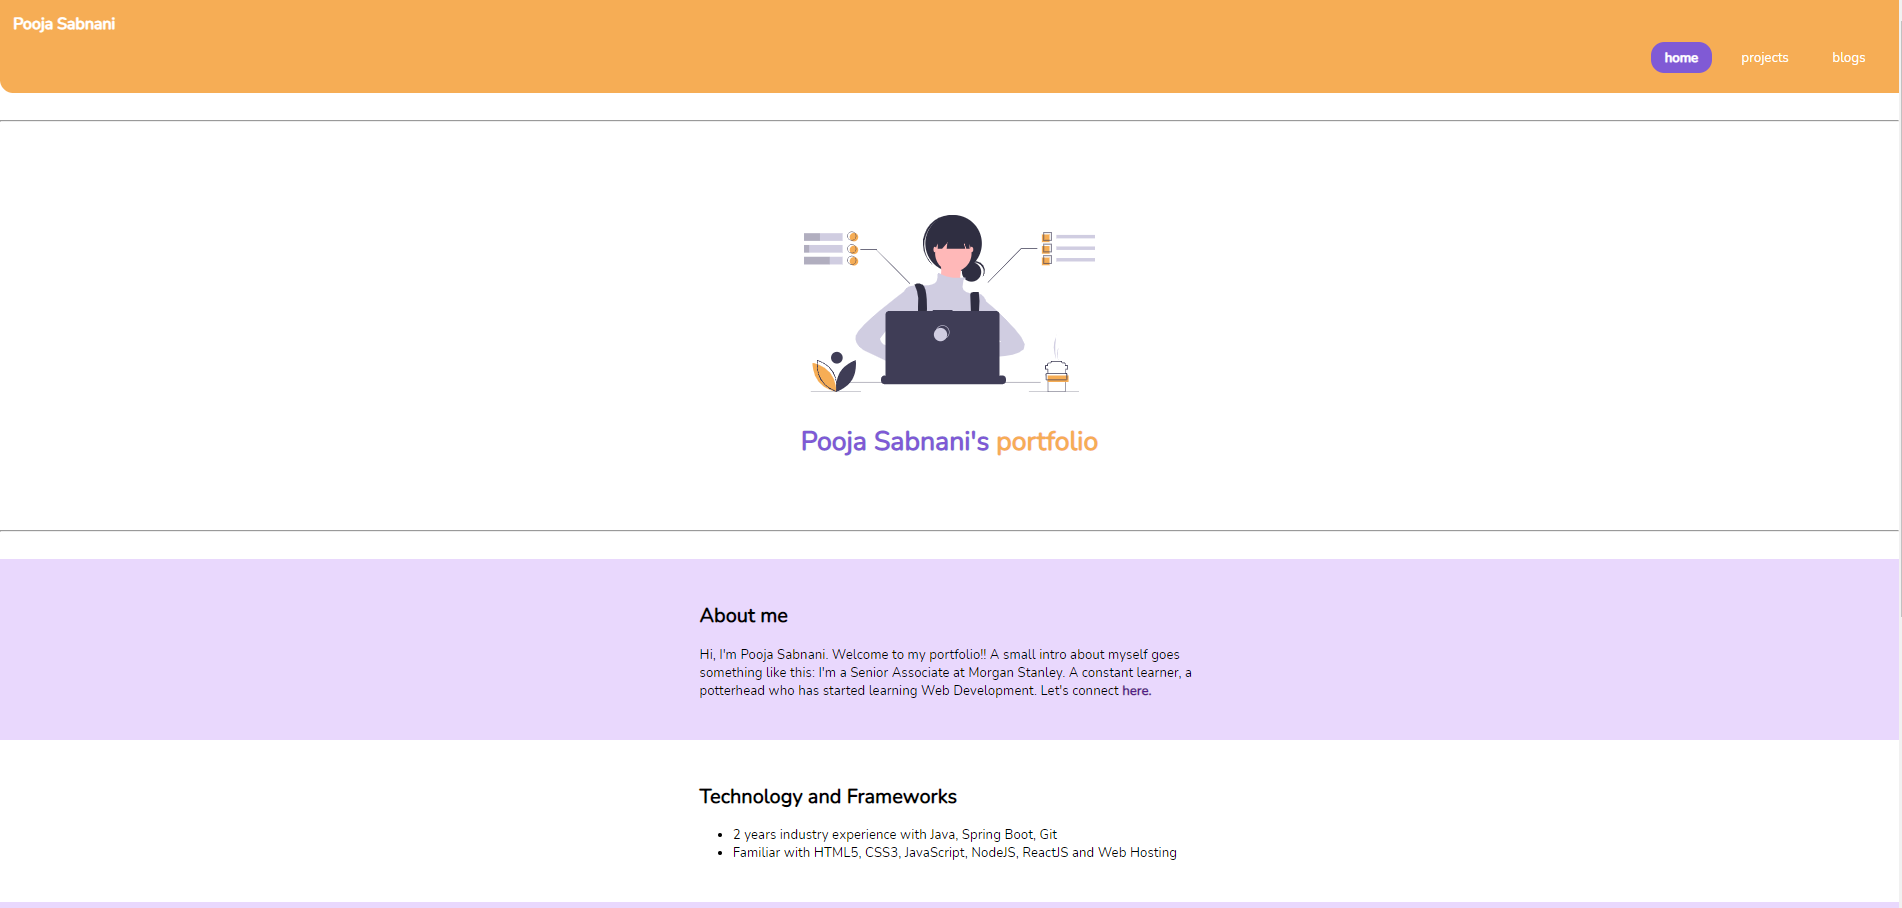 Pooja Sabnani
home projects blogs
Pooja Sabnani's portfolio
About me
Hi, I'm Pooja Sabnani. Welcome to my portfolio!! A small intro about myself goes
something like this: I'm a Senior Associate at Morgan Stanley. A constant learner, a
potterhead who has started learning Web Development. Let's connect here.
Technology and Frameworks
• 2 years industry experience with Java, Spring Boot, Git
• Familiar with HTML5, CSS3, JavaScript, NodeJS, ReactJS and Web Hosting